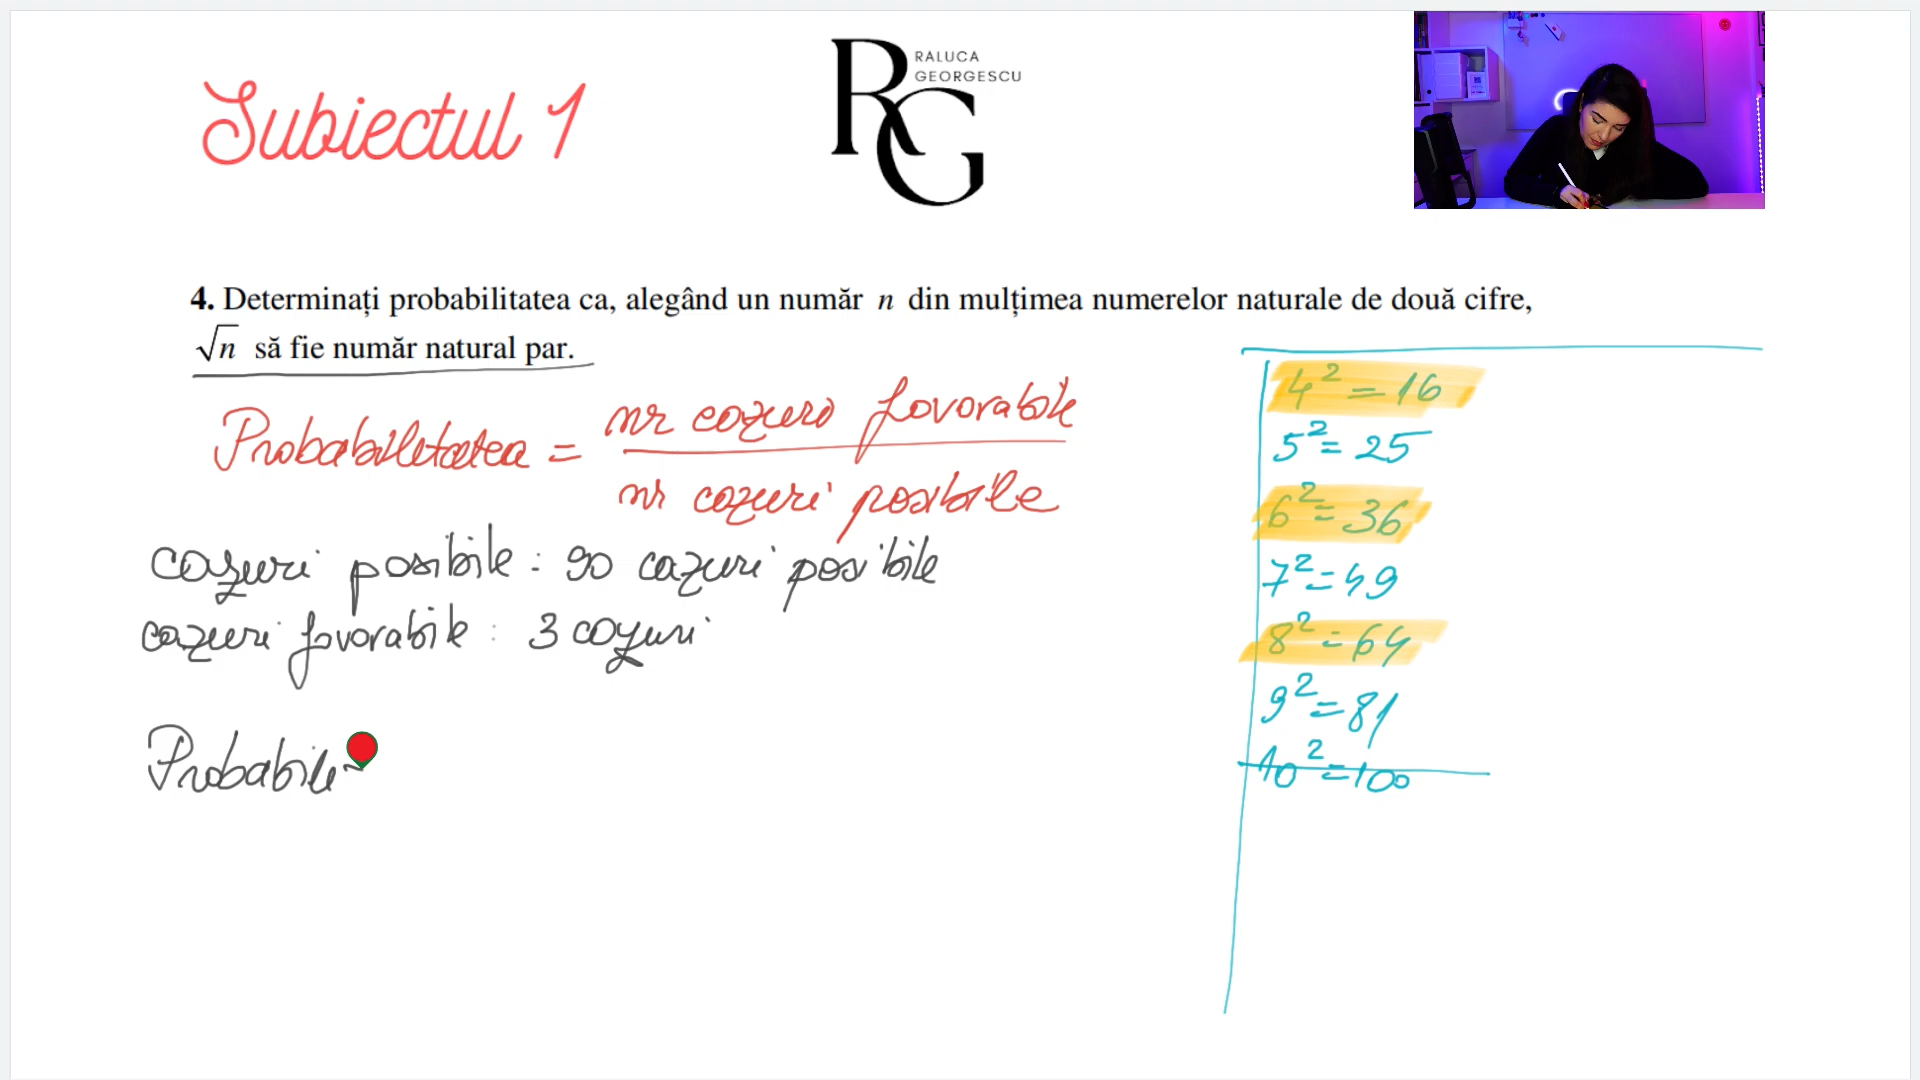 Subiectul 1
RALUCA
GEORGESCU
RG
4. Determinați probabilitatea ca, alegând un număr n din mulțimea numerelor naturale de două cifre,
√n să fie număr natural par.
Probabilitatea = nr cazuri favorabile
nr cazuri posibile
cazuri posibile : 90 cazuri posibile
cazuri favorabile : 3 cazuri
Probabili
4² = 16
5² = 25
6² = 36
7² = 49
8² = 64
9² = 81
10² = 100